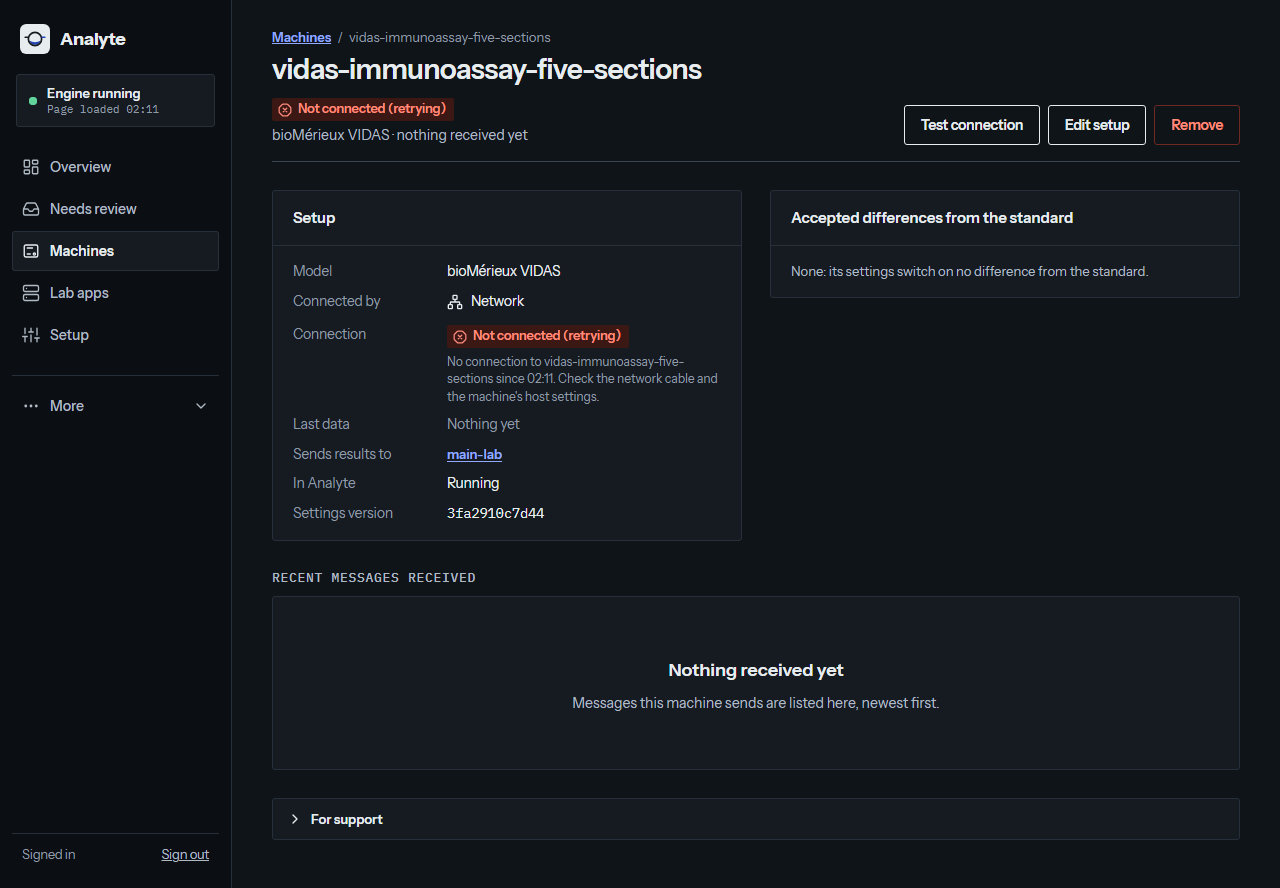 Analyte
Engine running
Page loaded 02:11
Overview
Needs review
Machines
Lab apps
Setup
More
Signed in
Sign out
Machines / vidas-immunoassay-five-sections
vidas-immunoassay-five-sections
Not connected (retrying)
bioMérieux VIDAS · nothing received yet
Test connection
Edit setup
Remove
Setup
Model
bioMérieux VIDAS
Connected by
Network
Connection
Not connected (retrying)
No connection to vidas-immunoassay-five-
sections since 02:11. Check the network cable and
the machine's host settings.
Last data
Nothing yet
Sends results to
main-lab
In Analyte
Running
Settings version
3fa2910c7d44
Accepted differences from the standard
None: its settings switch on no difference from the standard.
RECENT MESSAGES RECEIVED
Nothing received yet
Messages this machine sends are listed here, newest first.
For support